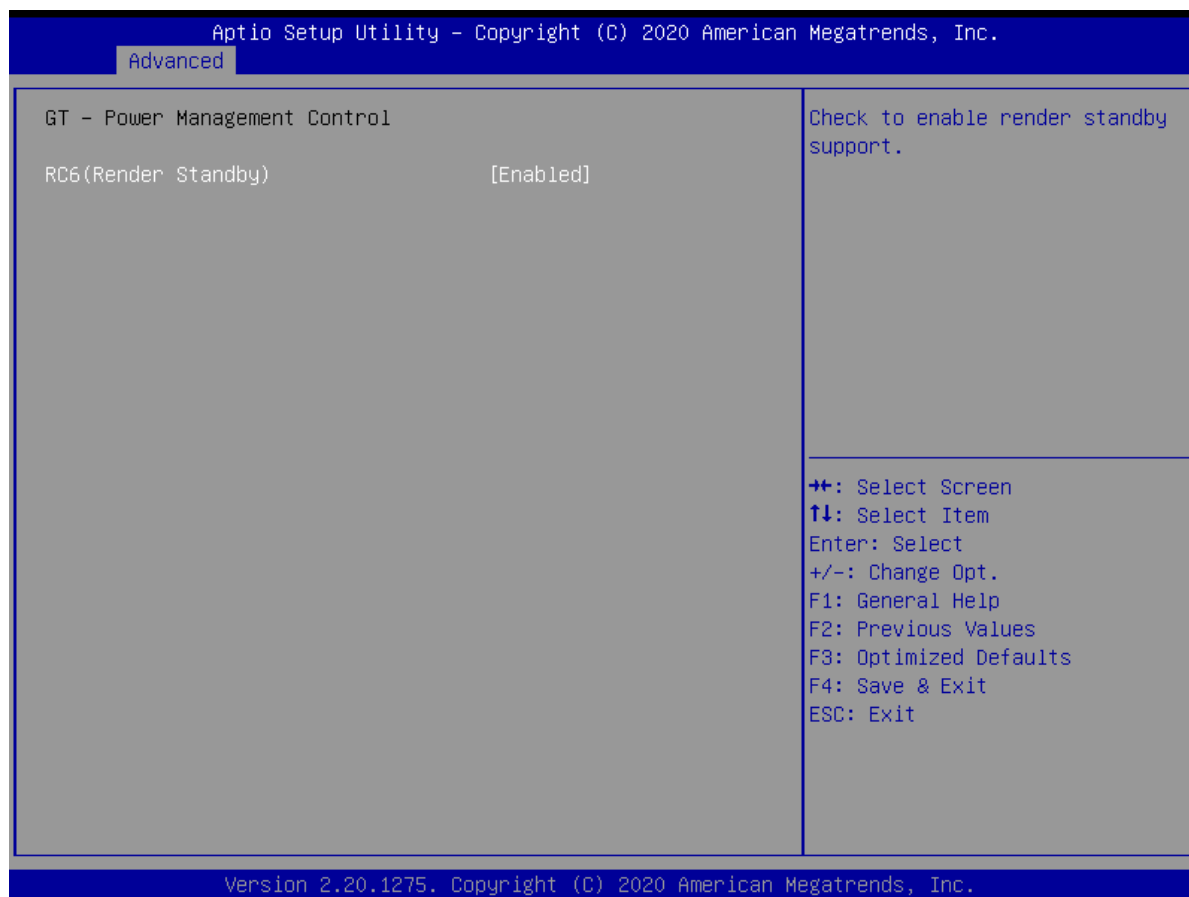 Aptio Setup Utility – Copyright (C) 2020 American Megatrends, Inc.
Advanced
GT – Power Management Control
RC6(Render Standby) [Enabled]
Check to enable render standby
support.
→←: Select Screen
↑↓: Select Item
Enter: Select
+/-: Change Opt.
F1: General Help
F2: Previous Values
F3: Optimized Defaults
F4: Save & Exit
ESC: Exit
Version 2.20.1275. Copyright (C) 2020 American Megatrends, Inc.